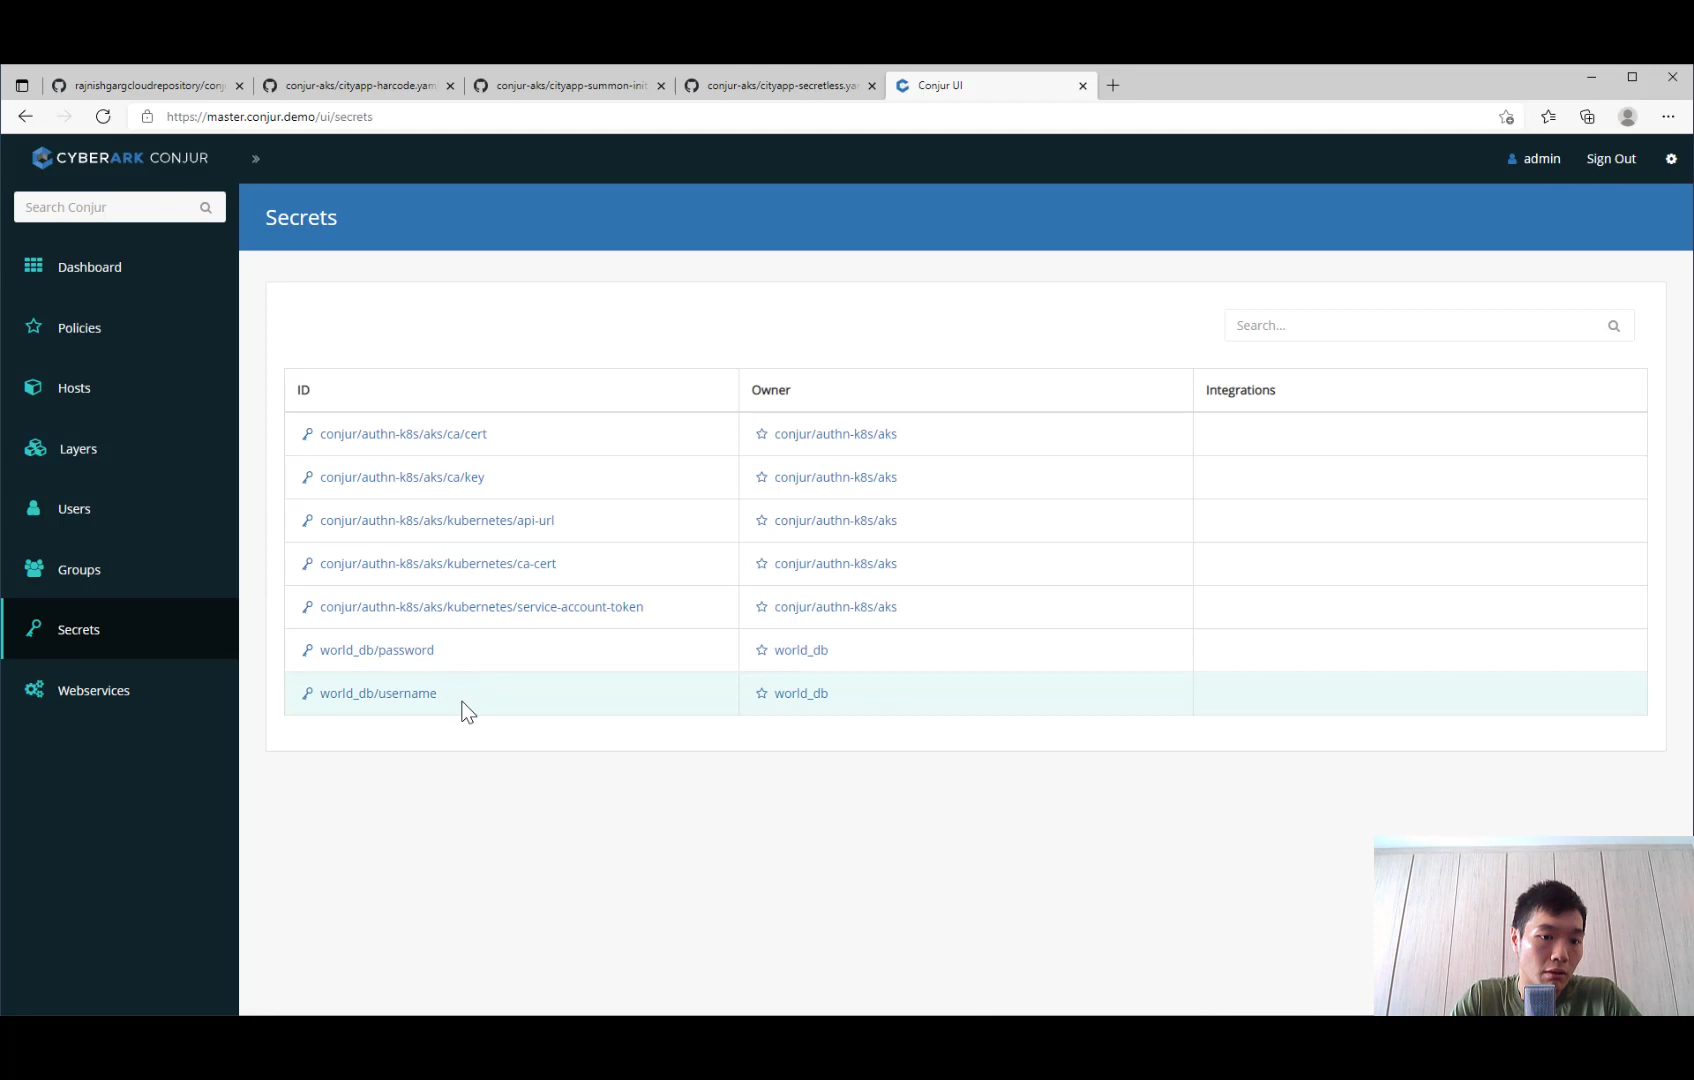 rajnishgargcloudrepository/conj
conjur-aks/cityapp-harcode.yam
conjur-aks/cityapp-summon-init
conjur-aks/cityapp-secretless.ya
Conjur UI
https://master.conjur.demo/ui/secrets
CYBERARK CONJUR
»
admin
Sign Out
Search Conjur
Secrets
Dashboard
Policies
Hosts
Layers
Users
Groups
Secrets
Webservices
Search...
ID Owner Integrations
conjur/authn-k8s/aks/ca/cert conjur/authn-k8s/aks
conjur/authn-k8s/aks/ca/key conjur/authn-k8s/aks
conjur/authn-k8s/aks/kubernetes/api-url conjur/authn-k8s/aks
conjur/authn-k8s/aks/kubernetes/ca-cert conjur/authn-k8s/aks
conjur/authn-k8s/aks/kubernetes/service-account-token conjur/authn-k8s/aks
world_db/password world_db
world_db/username world_db